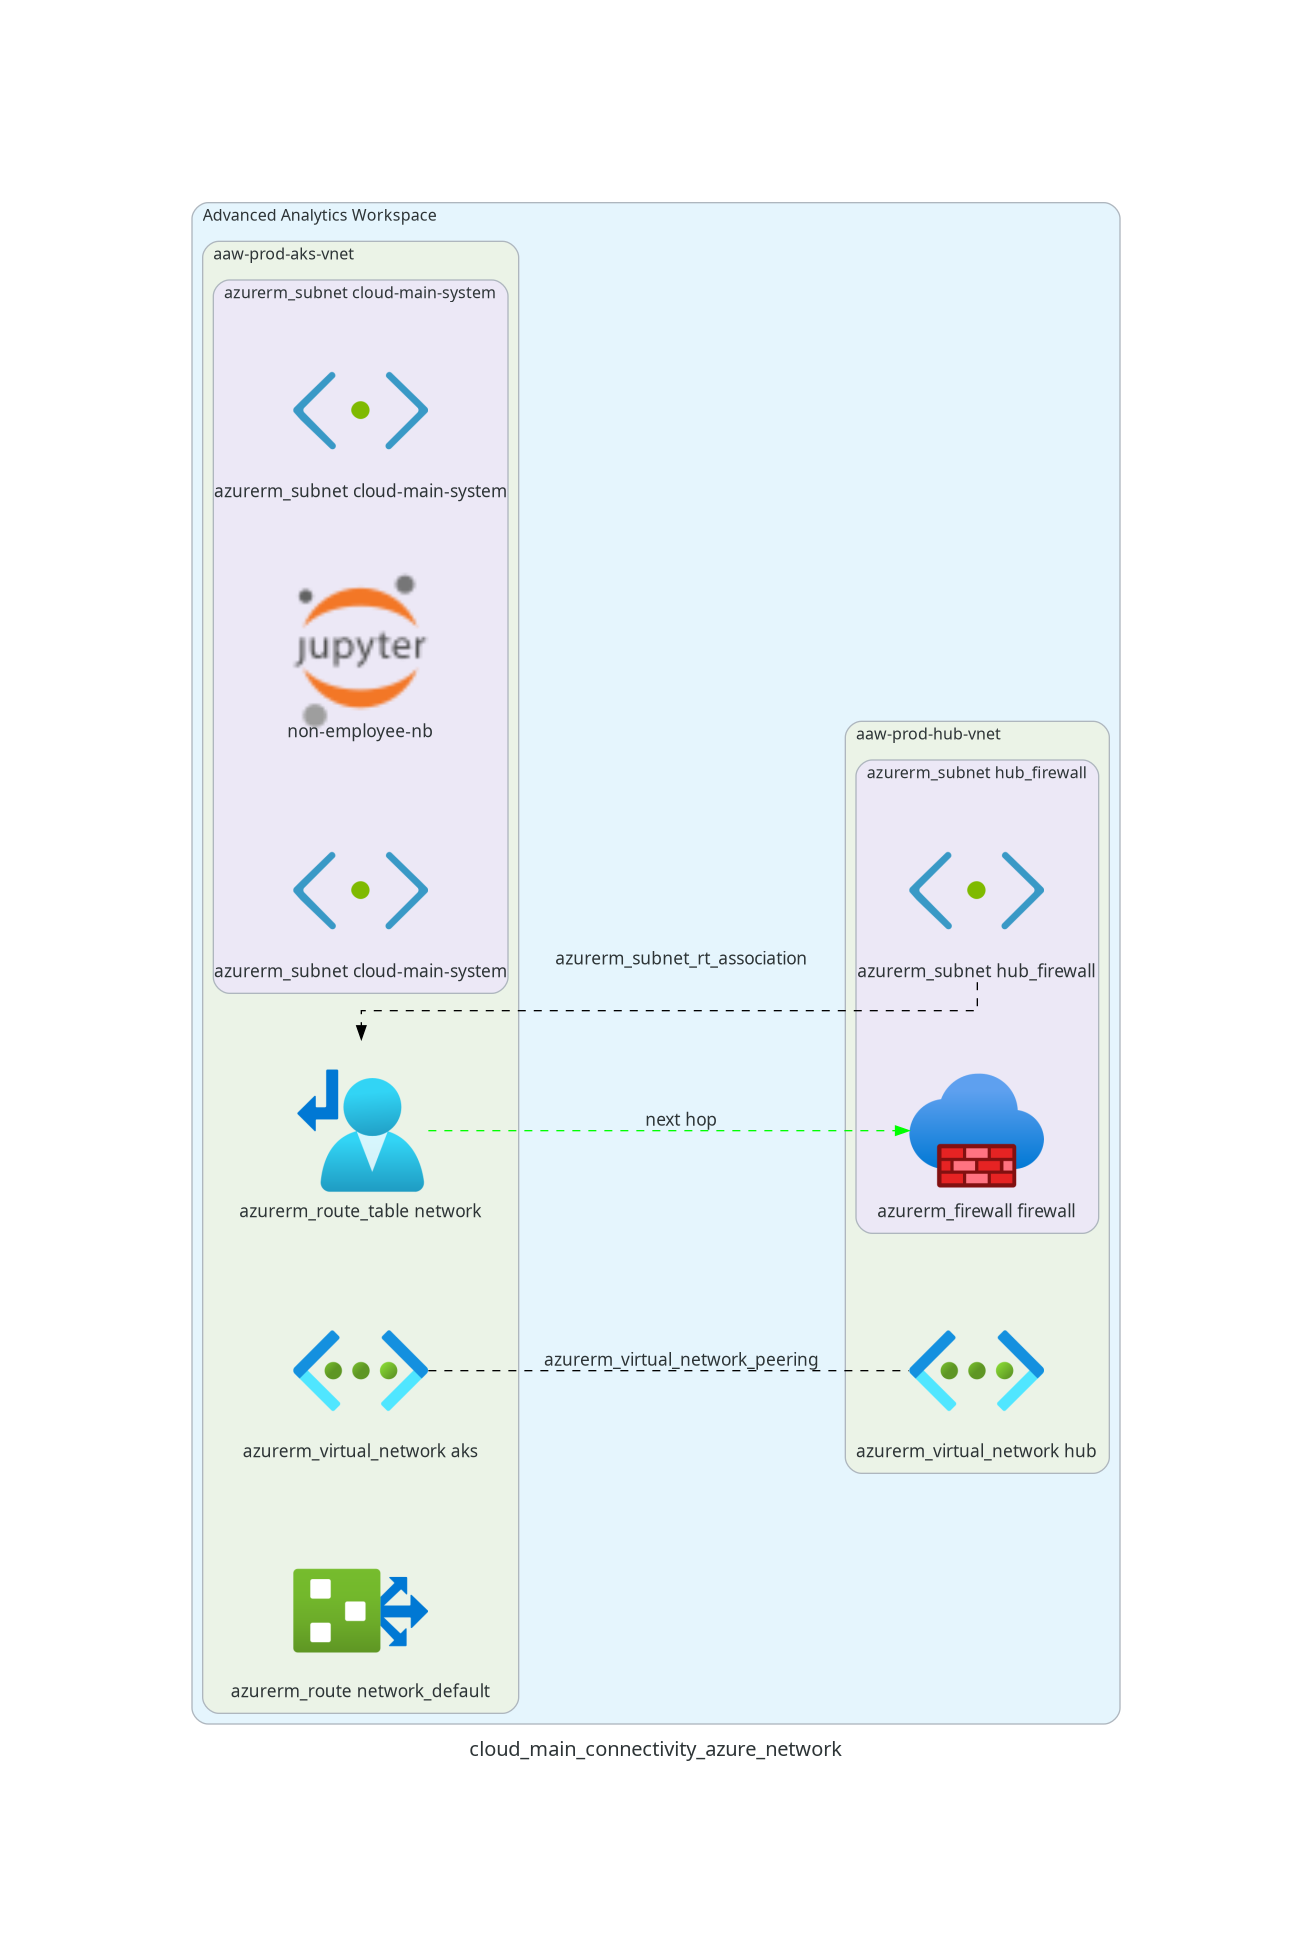 Advanced Analytics Workspace
aaw-prod-aks-vnet
azurerm_subnet cloud-main-system
azurerm_subnet cloud-main-system
jupyter
non-employee-nb
aaw-prod-hub-vnet
azurerm_subnet hub_firewall
azurerm_subnet_rt_association
azurerm_subnet cloud-main-system
azurerm_subnet hub_firewall
next hop
azurerm_route_table network
azurerm_firewall firewall
azurerm_virtual_network_peering
azurerm_virtual_network aks
azurerm_virtual_network hub
azurerm_route network_default
cloud_main_connectivity_azure_network